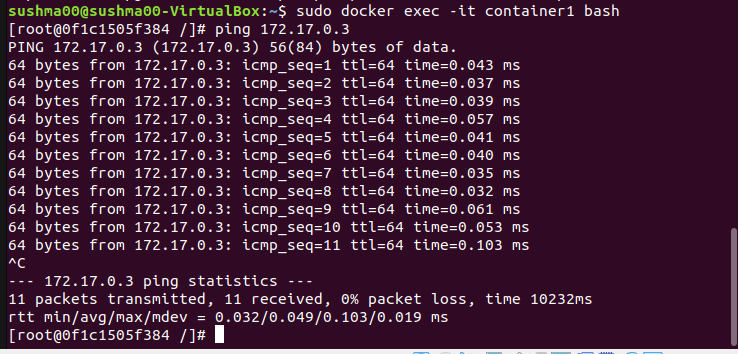 sushma00@sushma00-VirtualBox:~$ sudo docker exec -it container1 bash
[root@0f1c1505f384 /]# ping 172.17.0.3
PING 172.17.0.3 (172.17.0.3) 56(84) bytes of data.
64 bytes from 172.17.0.3: icmp_seq=1 ttl=64 time=0.043 ms
64 bytes from 172.17.0.3: icmp_seq=2 ttl=64 time=0.037 ms
64 bytes from 172.17.0.3: icmp_seq=3 ttl=64 time=0.039 ms
64 bytes from 172.17.0.3: icmp_seq=4 ttl=64 time=0.057 ms
64 bytes from 172.17.0.3: icmp_seq=5 ttl=64 time=0.041 ms
64 bytes from 172.17.0.3: icmp_seq=6 ttl=64 time=0.040 ms
64 bytes from 172.17.0.3: icmp_seq=7 ttl=64 time=0.035 ms
64 bytes from 172.17.0.3: icmp_seq=8 ttl=64 time=0.032 ms
64 bytes from 172.17.0.3: icmp_seq=9 ttl=64 time=0.061 ms
64 bytes from 172.17.0.3: icmp_seq=10 ttl=64 time=0.053 ms
64 bytes from 172.17.0.3: icmp_seq=11 ttl=64 time=0.103 ms
^C
--- 172.17.0.3 ping statistics ---
11 packets transmitted, 11 received, 0% packet loss, time 10232ms
rtt min/avg/max/mdev = 0.032/0.049/0.103/0.019 ms
[root@0f1c1505f384 /]#